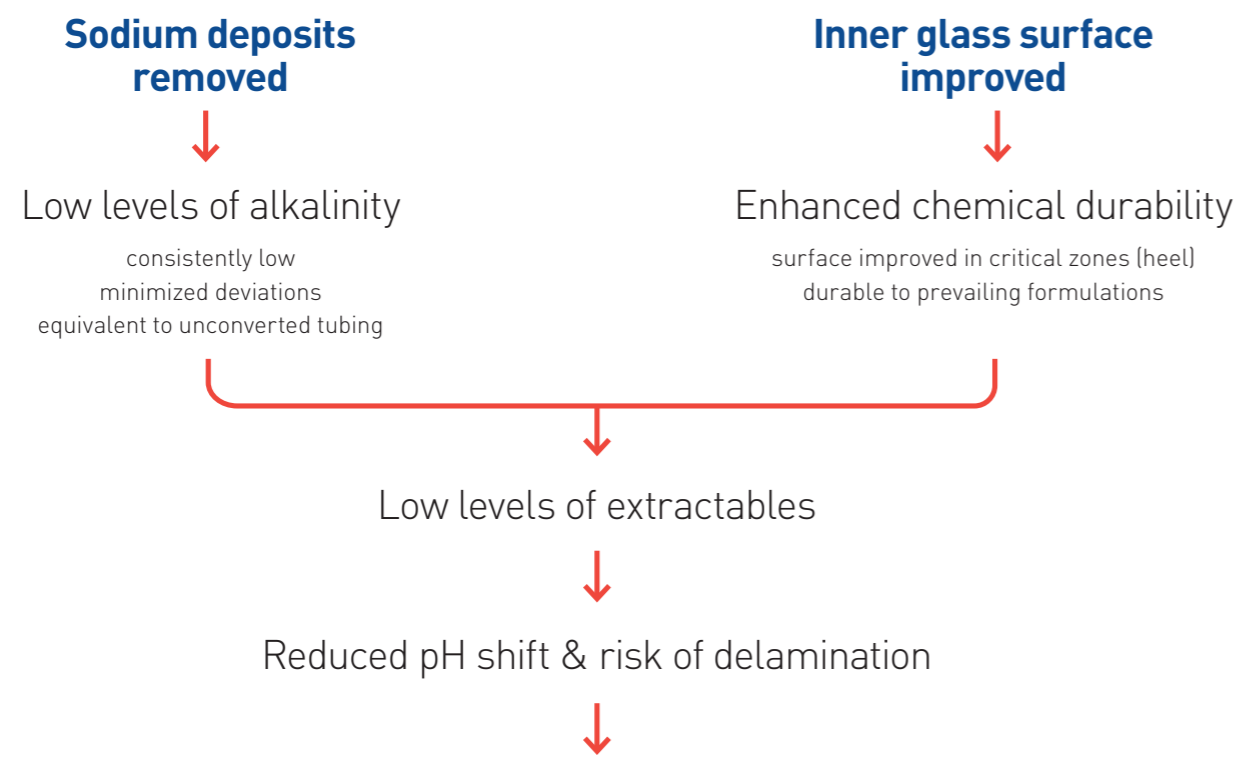 Sodium deposits
removed
Inner glass surface
improved
Low levels of alkalinity
consistently low
minimized deviations
equivalent to unconverted tubing
Enhanced chemical durability
surface improved in critical zones (heel)
durable to prevailing formulations
Low levels of extractables
Reduced pH shift & risk of delamination